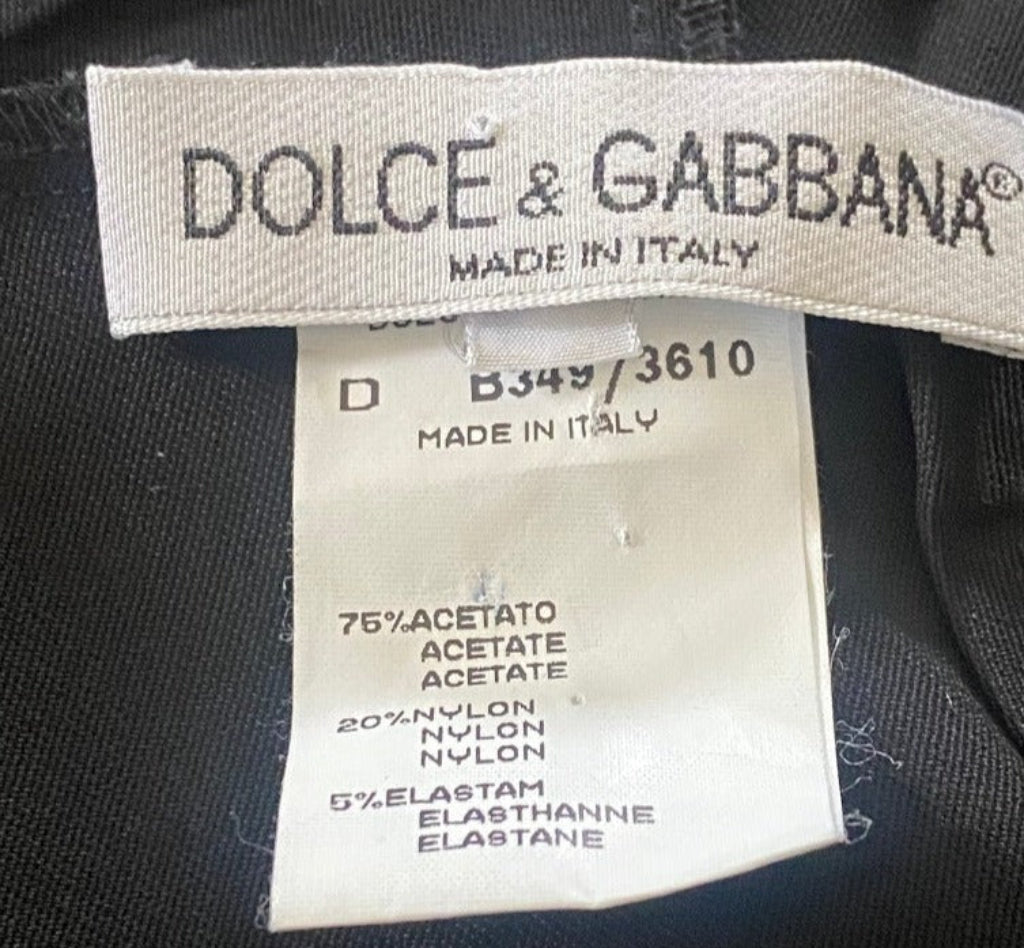 DOLCE & GABBANA®
MADE IN ITALY
D B349/3610
MADE IN ITALY
75%ACETATO
ACETATE
ACETATE
20%NYLON
NYLON
NYLON
5%ELASTAM
ELASTHANNE
ELASTANE